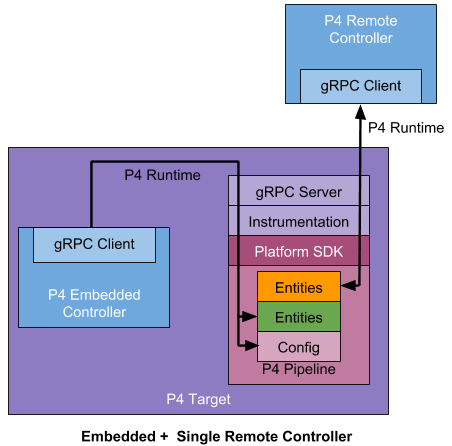 P4 Remote
Controller
gRPC Client
P4 Runtime
P4 Runtime
gRPC Server
Instrumentation
Platform SDK
gRPC Client
P4 Embedded
Controller
Entities
Entities
Config
P4 Pipeline
P4 Target
Embedded + Single Remote Controller